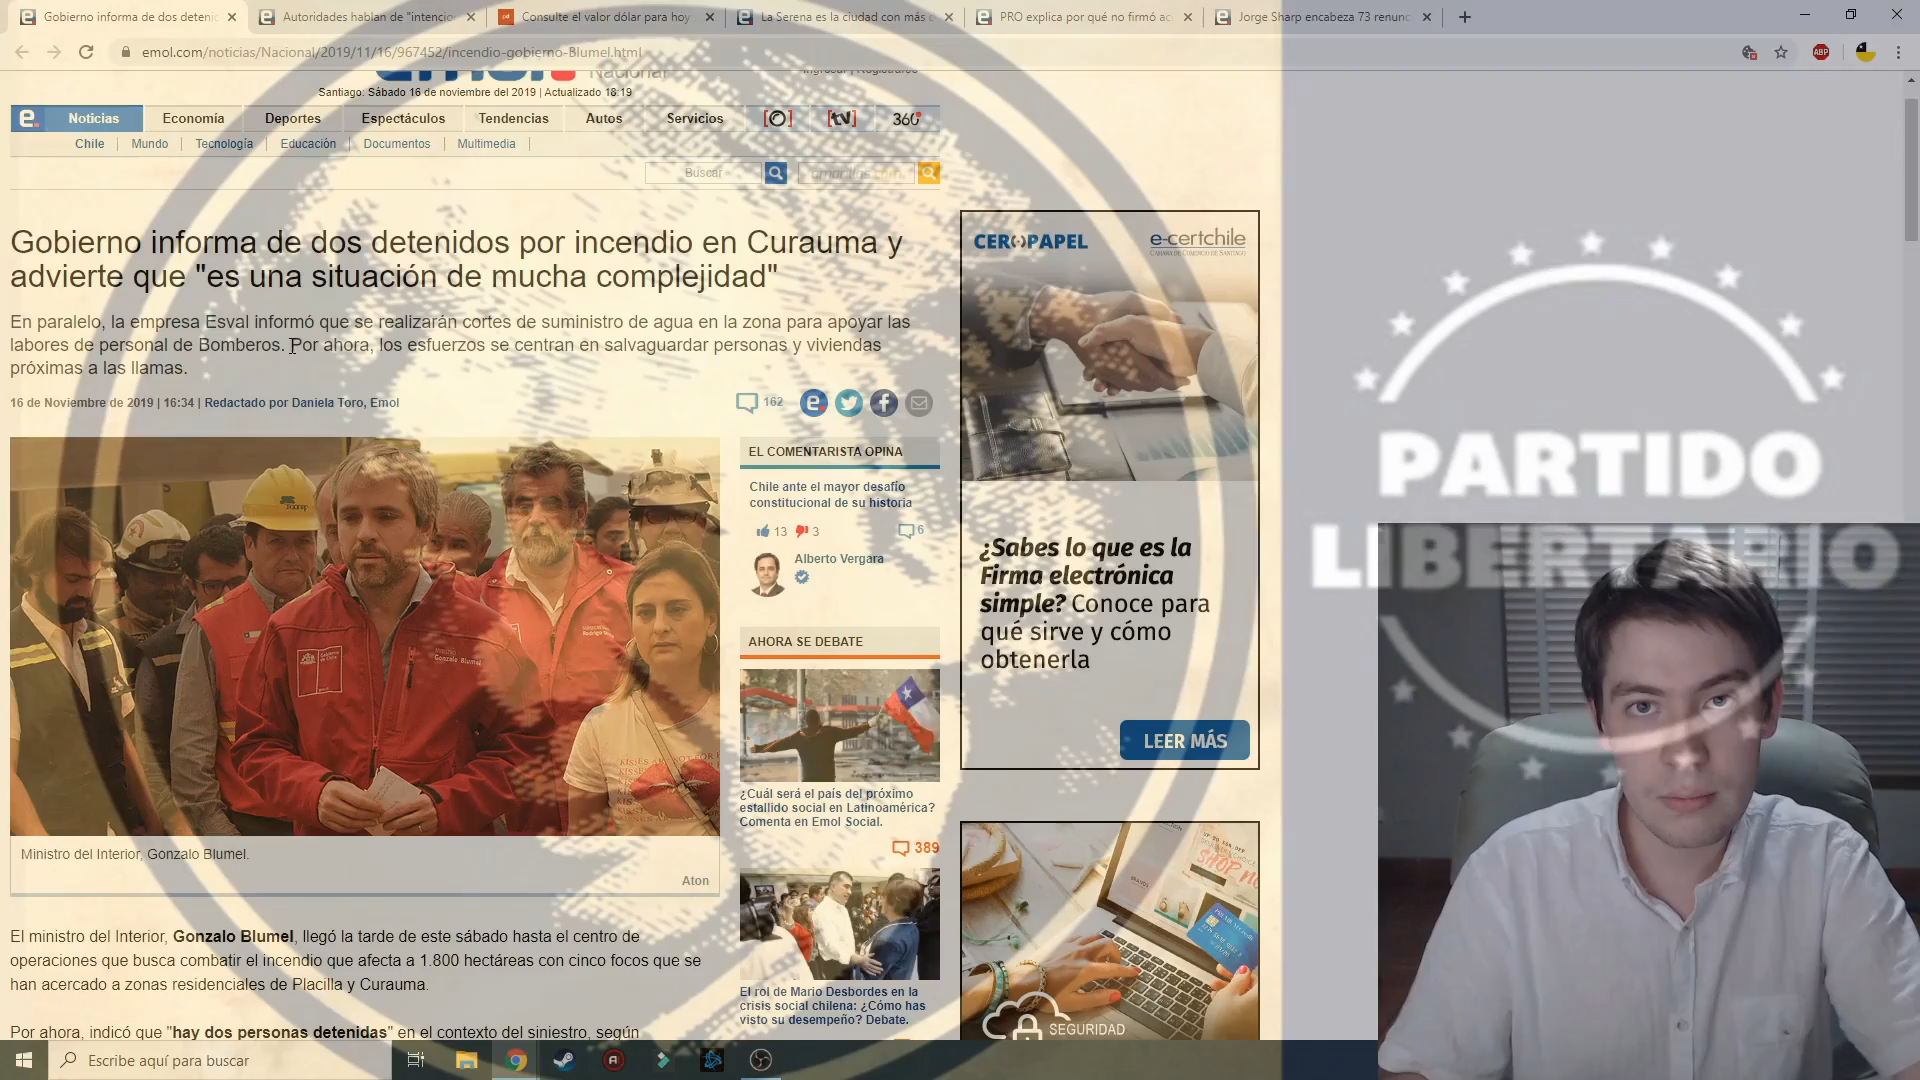 Gobierno informa de dos detenid
Autoridades hablan de "intencio
Consulte el valor dólar para hoy
La Serena es la ciudad con más
PRO explica por qué no firmó ac
Jorge Sharp encabeza 73 renunc
emol.com/noticias/Nacional/2019/11/16/967452/incendio-gobierno-Blumel.html
ABP
Nacional
Ingresar | Registrarse
Santiago: Sábado 16 de noviembre del 2019 | Actualizado 18:19
e. Noticias Economía Deportes Espectáculos Tendencias Autos Servicios tv 360
Chile Mundo Tecnología Educación Documentos Multimedia
Buscar
Gobierno informa de dos detenidos por incendio en Curauma y
advierte que "es una situación de mucha complejidad"
En paralelo, la empresa Esval informó que se realizarán cortes de suministro de agua en la zona para apoyar las
labores de personal de Bomberos. Por ahora, los esfuerzos se centran en salvaguardar personas y viviendas
próximas a las llamas.
16 de Noviembre de 2019 | 16:34 | Redactado por Daniela Toro, Emol
162
Gonzalo Blumel
Ministro del Interior, Gonzalo Blumel.
Aton
El ministro del Interior, Gonzalo Blumel, llegó la tarde de este sábado hasta el centro de
operaciones que busca combatir el incendio que afecta a 1.800 hectáreas con cinco focos que se
han acercado a zonas residenciales de Placilla y Curauma.
Por ahora, indicó que "hay dos personas detenidas" en el contexto del siniestro, según
EL COMENTARISTA OPINA
Chile ante el mayor desafío
constitucional de su historia
13 3 6
Alberto Vergara
AHORA SE DEBATE
¿Cuál será el país del próximo
estallido social en Latinoamérica?
Comenta en Emol Social.
389
El rol de Mario Desbordes en la
crisis social chilena: ¿Cómo has
visto su desempeño? Debate.
CEROPAPEL
e-certchile
CÁMARA DE COMERCIO DE SANTIAGO
¿Sabes lo que es la
Firma electrónica
simple? Conoce para
qué sirve y cómo
obtenerla
LEER MÁS
SEGURIDAD
PARTIDO
LIBERTARIO
Escribe aquí para buscar